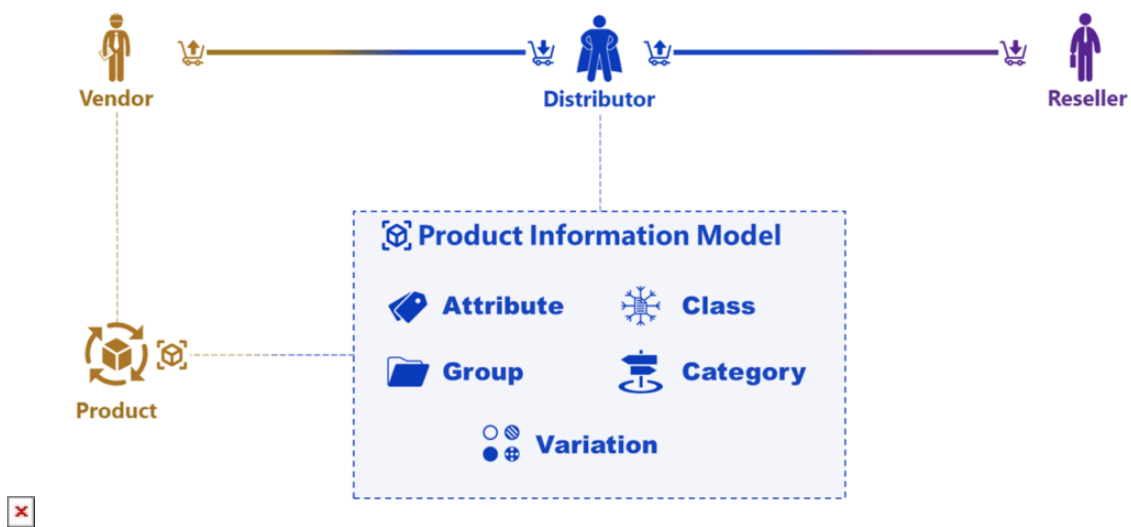 Vendor
Distributor
Reseller
Product Information Model
Attribute
Class
Group
Category
Variation
Product